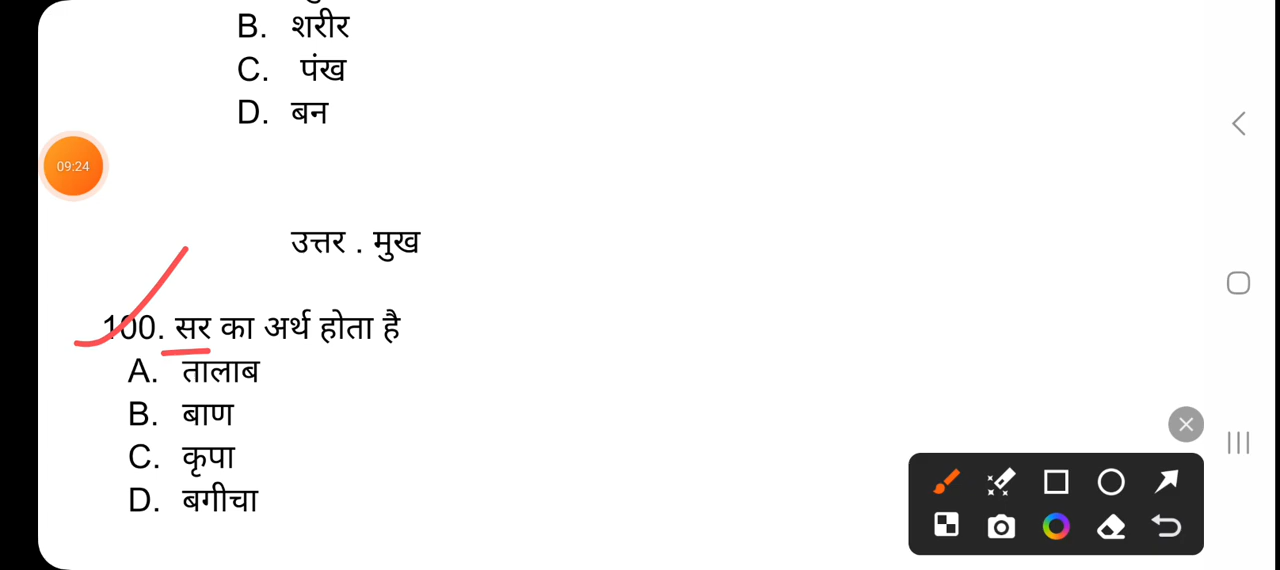 B. शरीर
C. पंख
D. बन
09:24
उत्तर . मुख
100. सर का अर्थ होता है
A. तालाब
B. बाण
C. कृपा
D. बगीचा